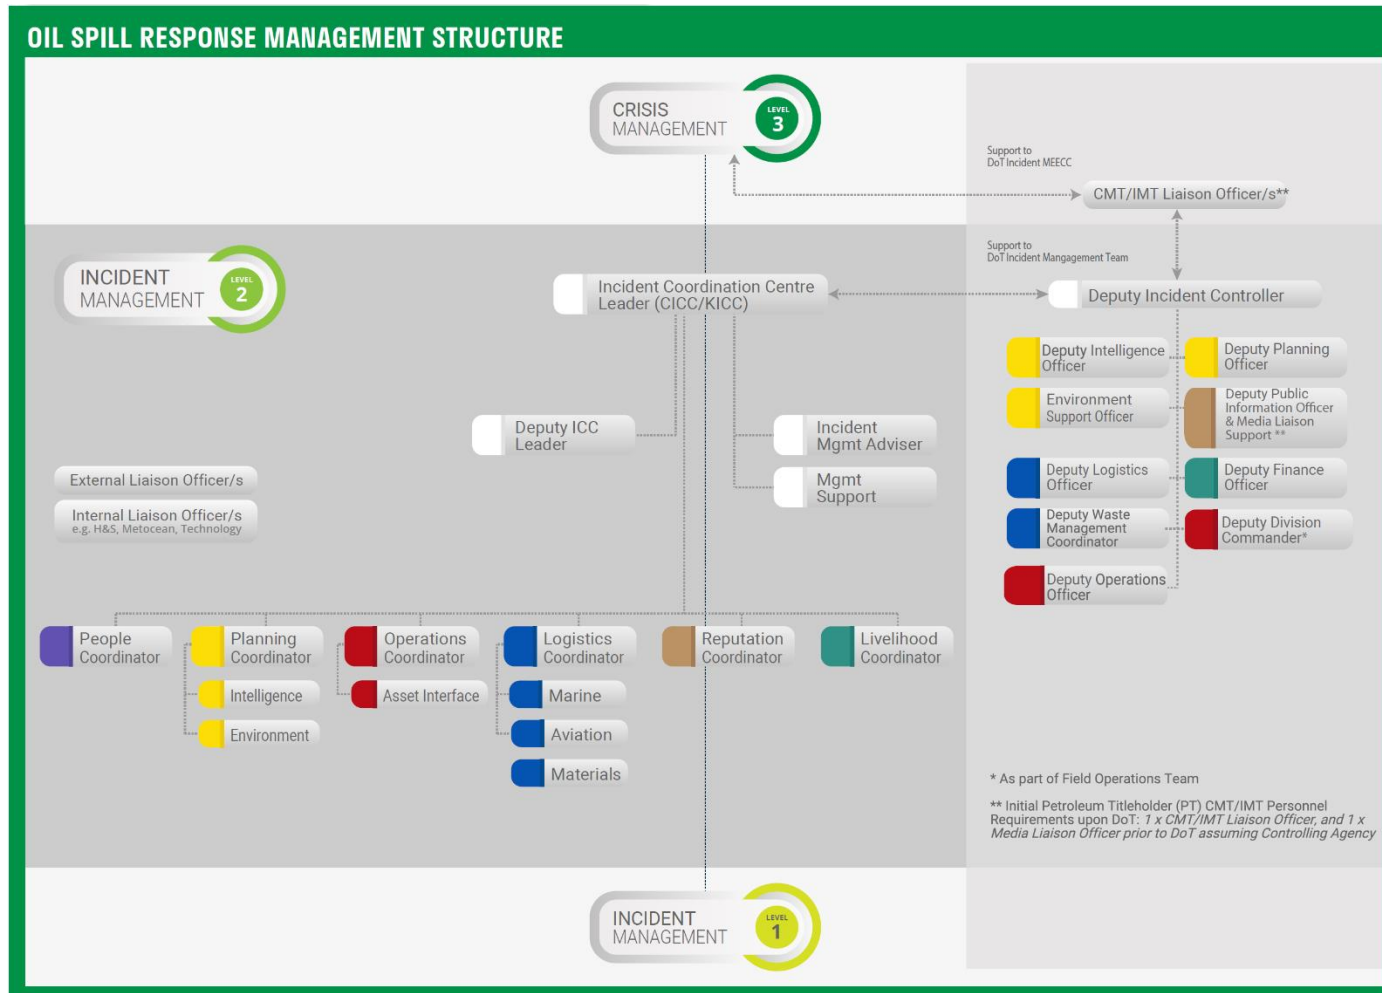 OIL SPILL RESPONSE MANAGEMENT STRUCTURE
CRISIS
MANAGEMENT
LEVEL
3
Support to
DoT Incident MEECC
CMT/IMT Liaison Officer/s**
INCIDENT
MANAGEMENT
LEVEL
2
Support to
DoT Incident Mangagement Team
Incident Coordination Centre
Leader (CICC/KICC)
Deputy Incident Controller
Deputy Intelligence
Officer
Deputy Planning
Officer
Environment
Support Officer
Deputy Public
Information Officer
& Media Liaison
Support **
Deputy ICC
Leader
Incident
Mgmt Adviser
Mgmt
Support
External Liaison Officer/s
Internal Liaison Officer/s
e.g. H&S, Metocean, Technology
Deputy Logistics
Officer
Deputy Finance
Officer
Deputy Waste
Management
Coordinator
Deputy Division
Commander*
Deputy Operations
Officer
People
Coordinator
Planning
Coordinator
Operations
Coordinator
Logistics
Coordinator
Reputation
Coordinator
Livelihood
Coordinator
Intelligence
Asset Interface
Marine
Environment
Aviation
Materials
* As part of Field Operations Team
** Initial Petroleum Titleholder (PT) CMT/IMT Personnel
Requirements upon DoT: 1 x CMT/IMT Liaison Officer, and 1 x
Media Liaison Officer prior to DoT assuming Controlling Agency
INCIDENT
MANAGEMENT
LEVEL
1